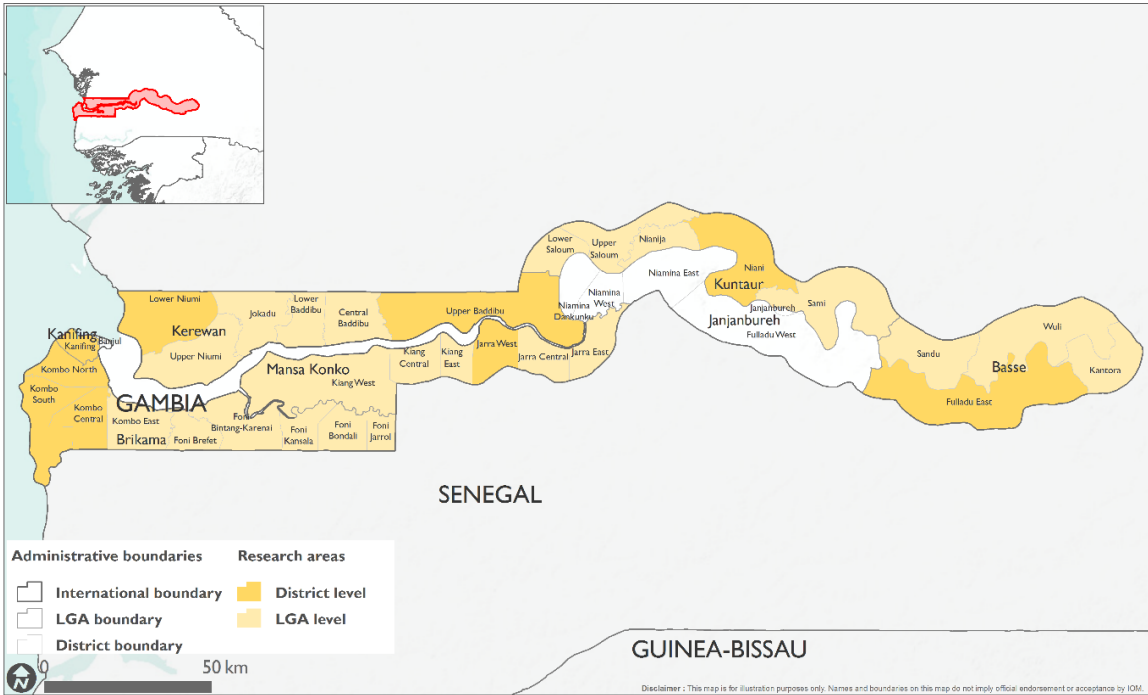 Lower
Saloum
Upper
Saloum
Nianija
Niani
Kuntaur
Niamina East
Niamina
West
Niamina
Dankunku
Janjanbureh
Sami
Janjanbureh
Fulladu West
Lower Niumi
Kerewan
Upper Niumi
Jokadu
Lower
Baddibu
Central
Baddibu
Upper Baddibu
Wuli
Sandu
Basse
Kantora
Fulladu East
Kanifing
Kanifing
Banjul
Kombo North
Kombo
South
Kombo
Central
GAMBIA
Kombo East
Brikama
Foni Brefet
Foni
Bintang-Karenai
Foni
Kansala
Foni
Bondali
Foni
Jarrol
Mansa Konko
Kiang West
Kiang
Central
Kiang
East
Jarra West
Jarra Central
Jarra East
SENEGAL
GUINEA-BISSAU
Administrative boundaries
International boundary
LGA boundary
District boundary
Research areas
District level
LGA level
0
50 km
N
Disclaimer : This map is for illustration purposes only. Names and boundaries on this map do not imply official endorsement or acceptance by IOM.